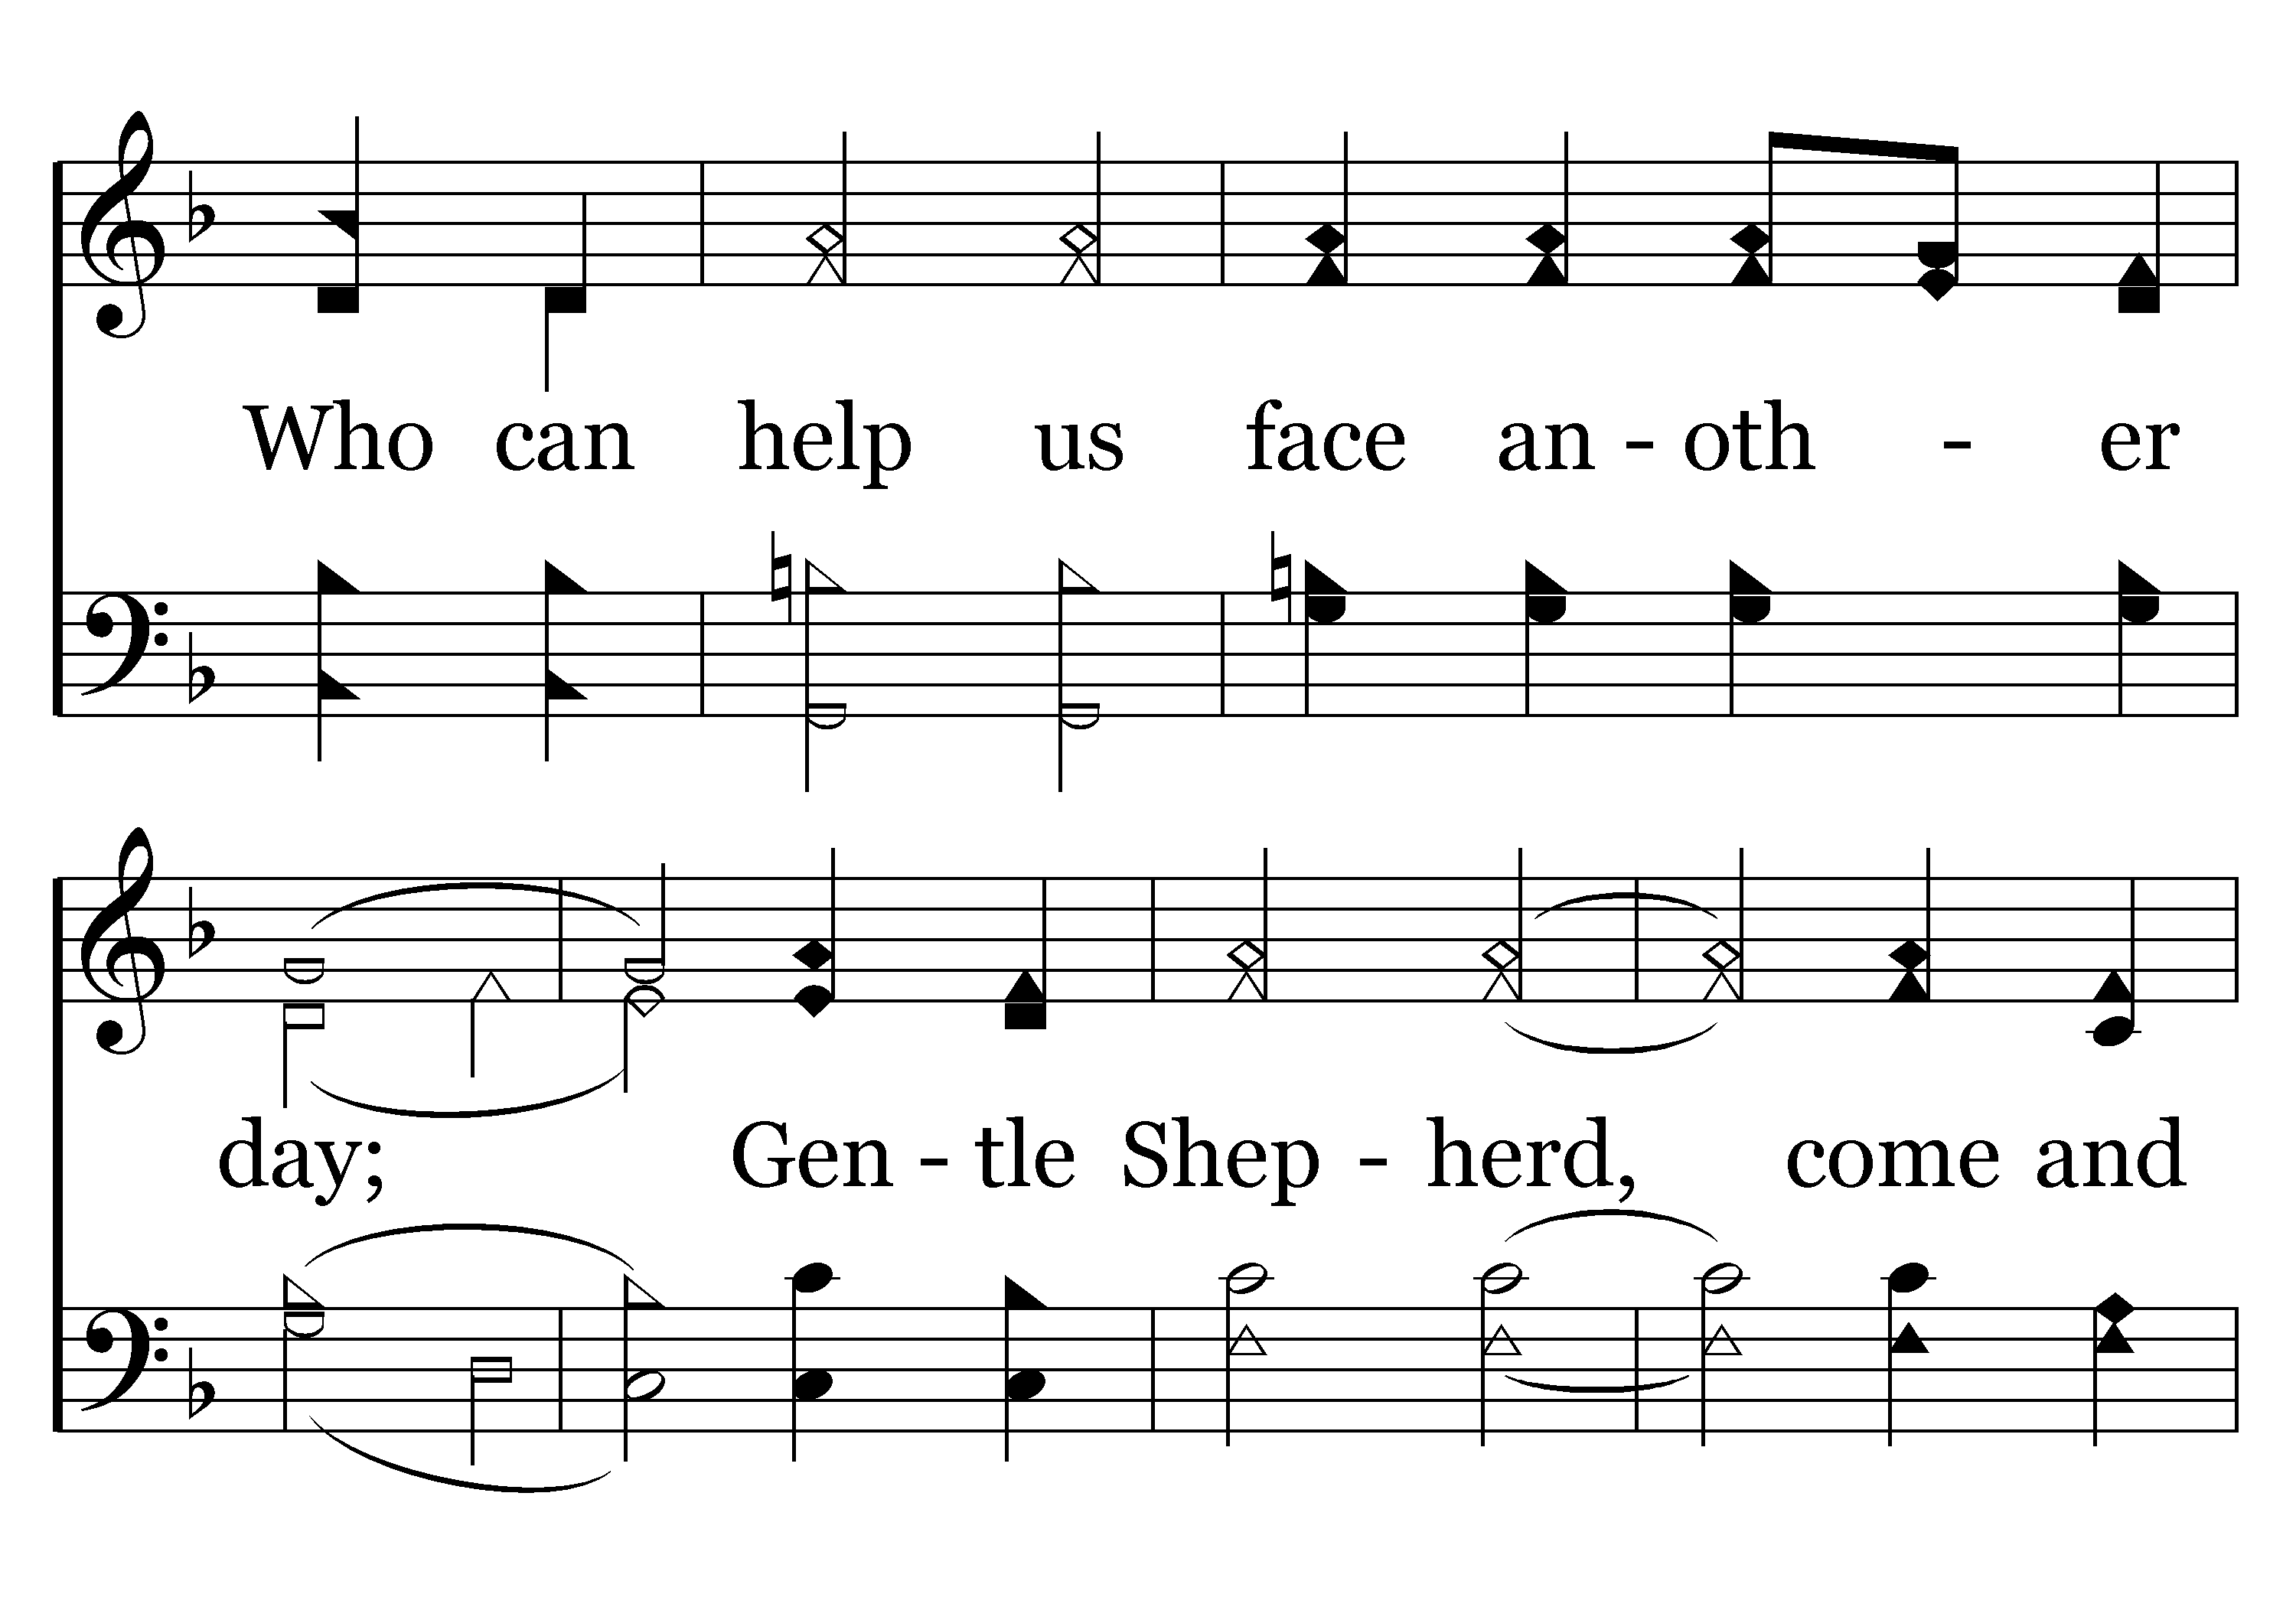 Who can help us face an - oth - er
day; Gen - tle Shep - herd, come and